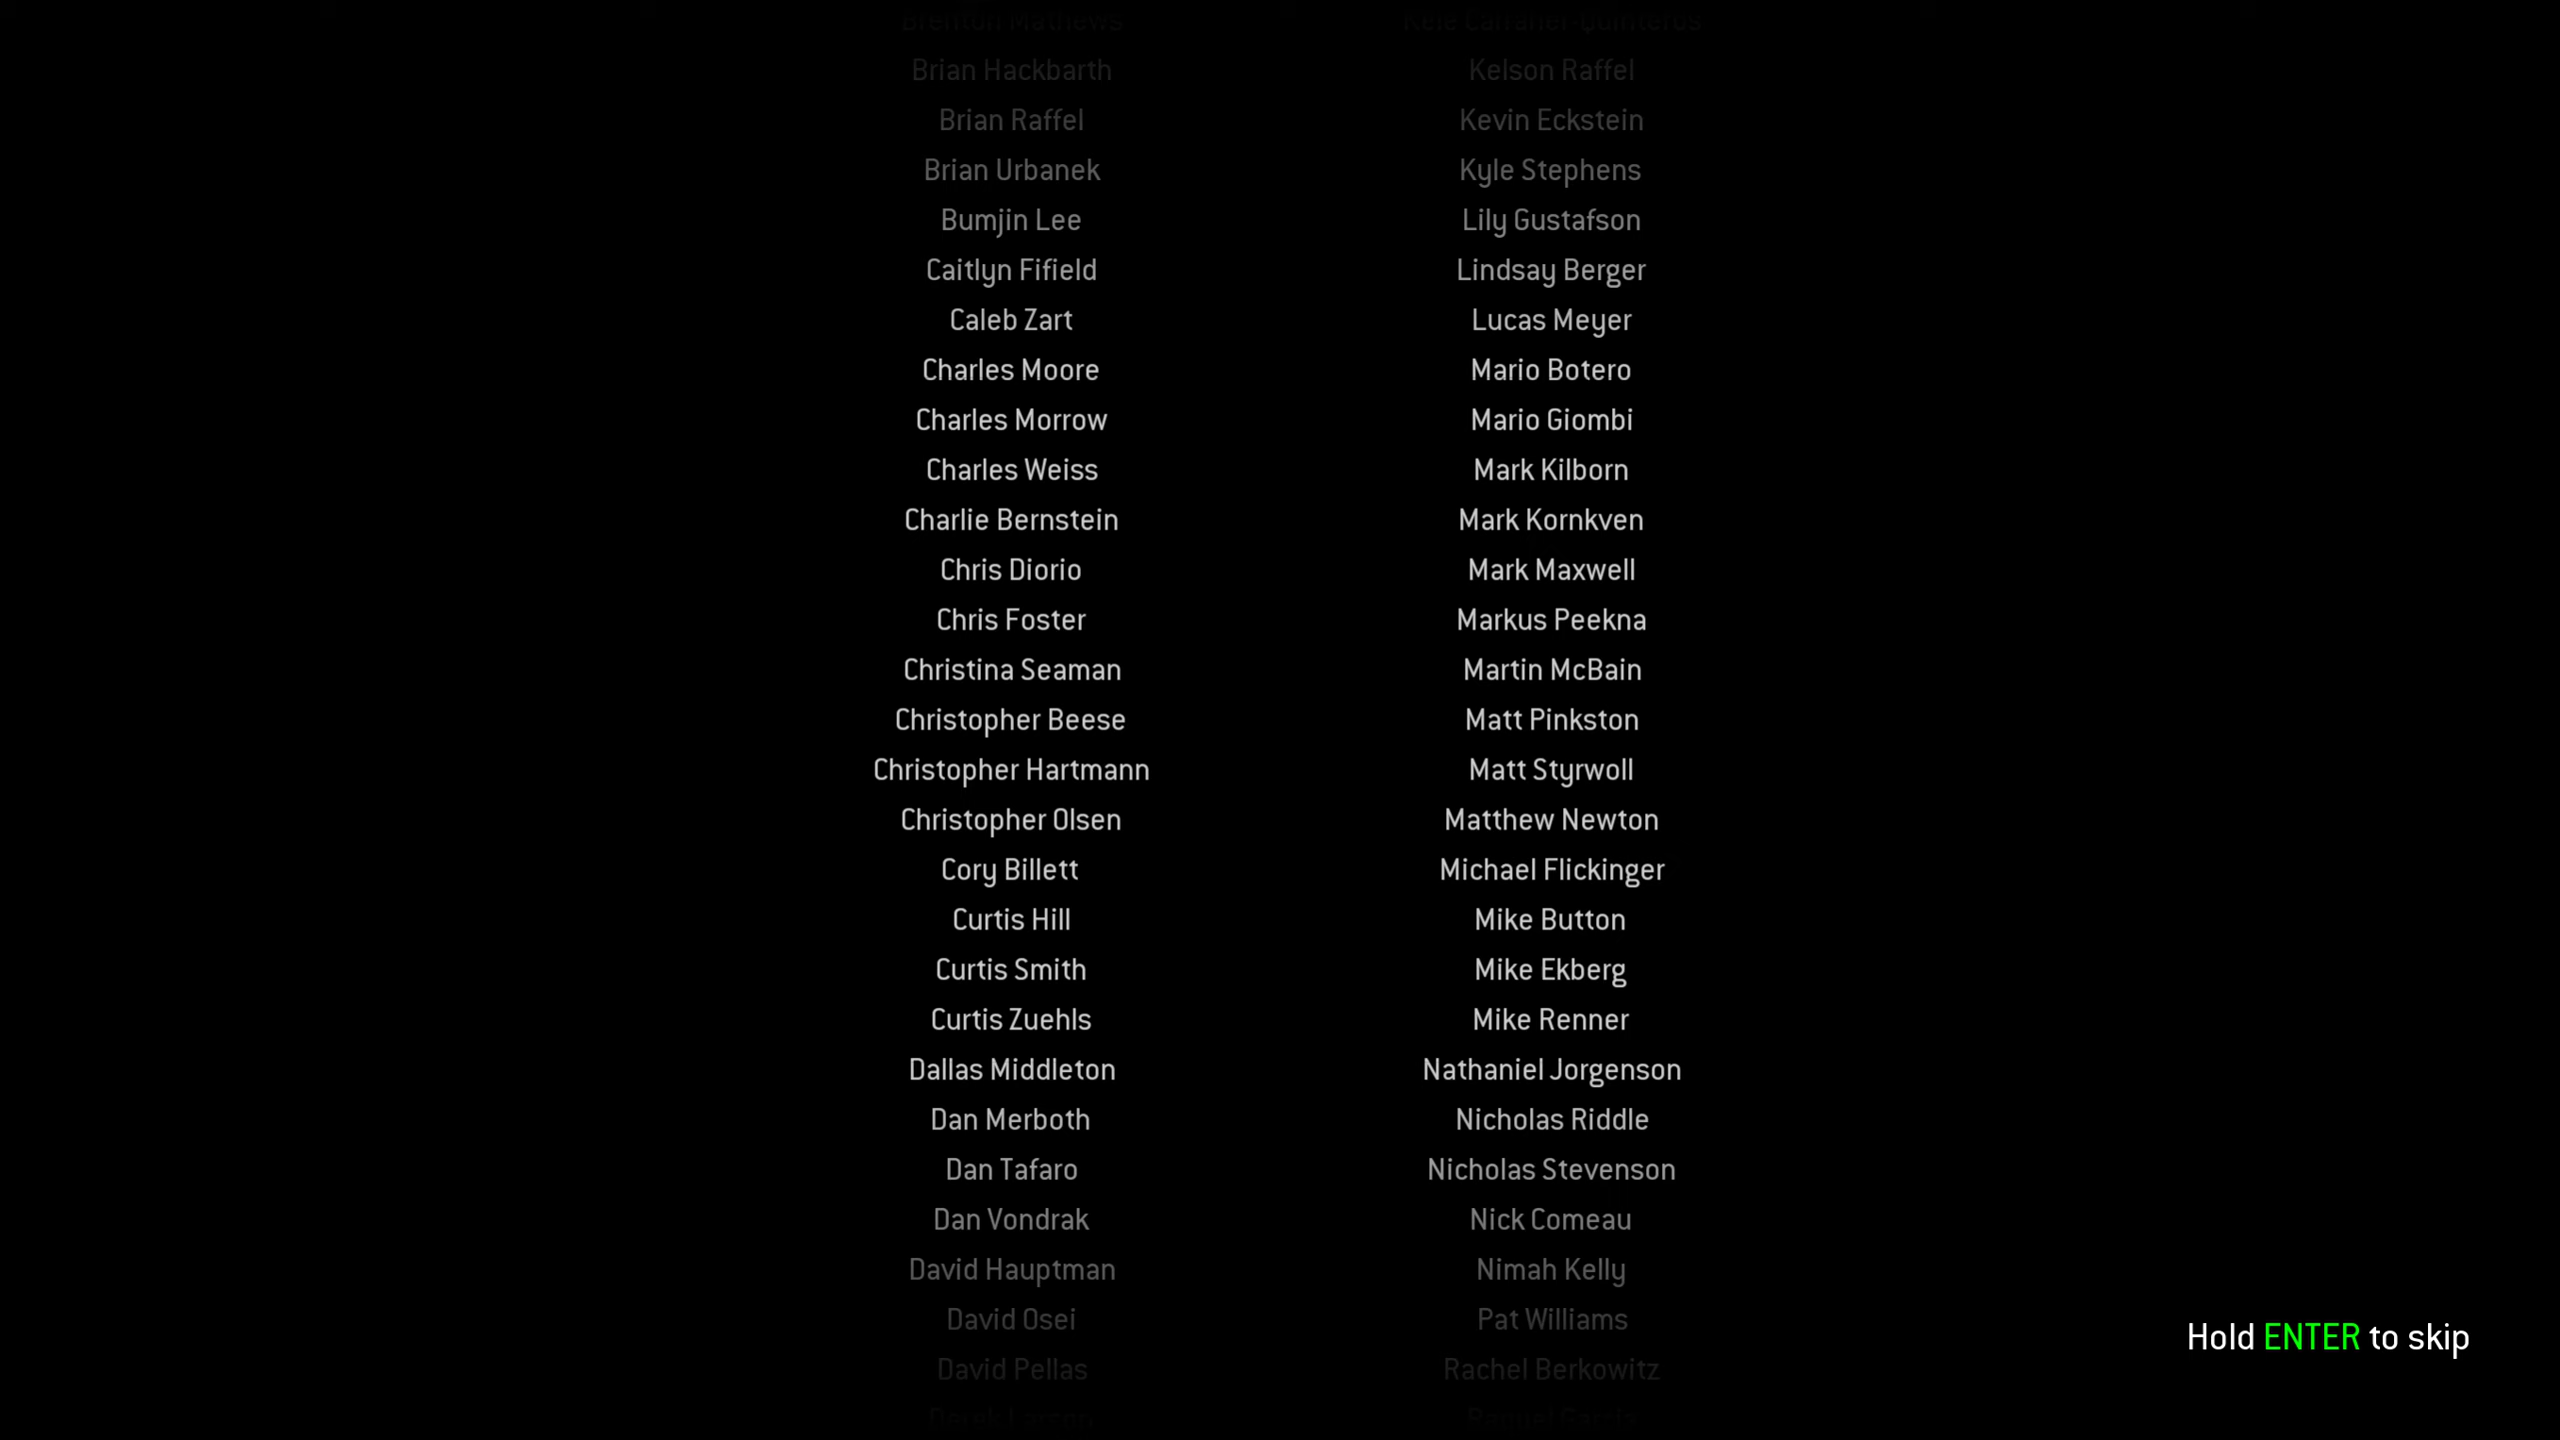 Brenton Mathews
Brian Hackbarth
Brian Raffel
Brian Urbanek
Bumjin Lee
Caitlyn Fifield
Caleb Zart
Charles Moore
Charles Morrow
Charles Weiss
Charlie Bernstein
Chris Diorio
Chris Foster
Christina Seaman
Christopher Beese
Christopher Hartmann
Christopher Olsen
Cory Billett
Curtis Hill
Curtis Smith
Curtis Zuehls
Dallas Middleton
Dan Merboth
Dan Tafaro
Dan Vondrak
David Hauptman
David Osei
David Pellas
Derek
Kelson Raffel
Kevin Eckstein
Kyle Stephens
Lily Gustafson
Lindsay Berger
Lucas Meyer
Mario Botero
Mario Giombi
Mark Kilborn
Mark Kornkven
Mark Maxwell
Markus Peekna
Martin McBain
Matt Pinkston
Matt Styrwoll
Matthew Newton
Michael Flickinger
Mike Button
Mike Ekberg
Mike Renner
Nathaniel Jorgenson
Nicholas Riddle
Nicholas Stevenson
Nick Comeau
Nimah Kelly
Pat Williams
Rachel Berkowitz
Hold ENTER to skip